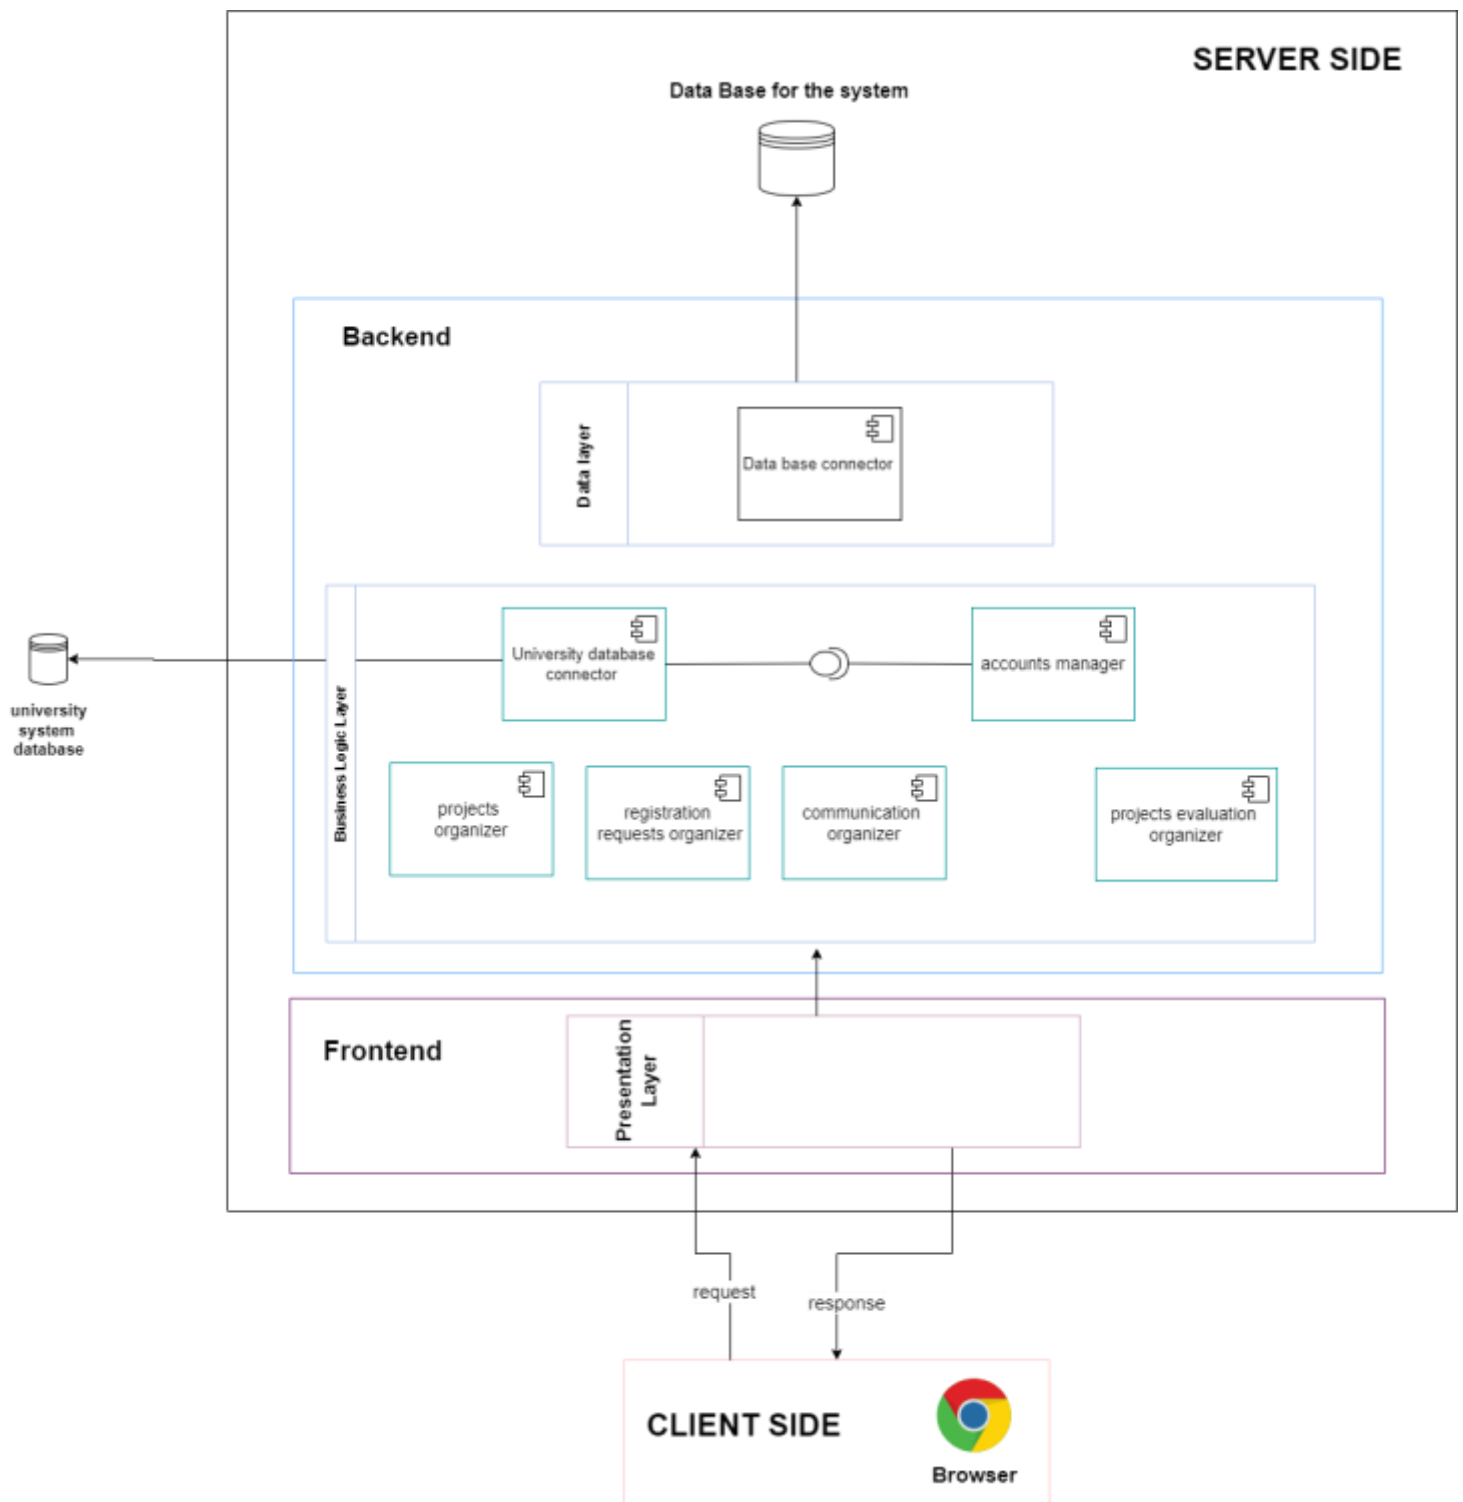 SERVER SIDE
Data Base for the system
Backend
Data layer
Data base connector
university
system
database
Business Logic Layer
University database
connector
accounts manager
projects
organizer
registration
requests organizer
communication
organizer
projects evaluation
organizer
Frontend
Presentation
Layer
request
response
CLIENT SIDE
Browser